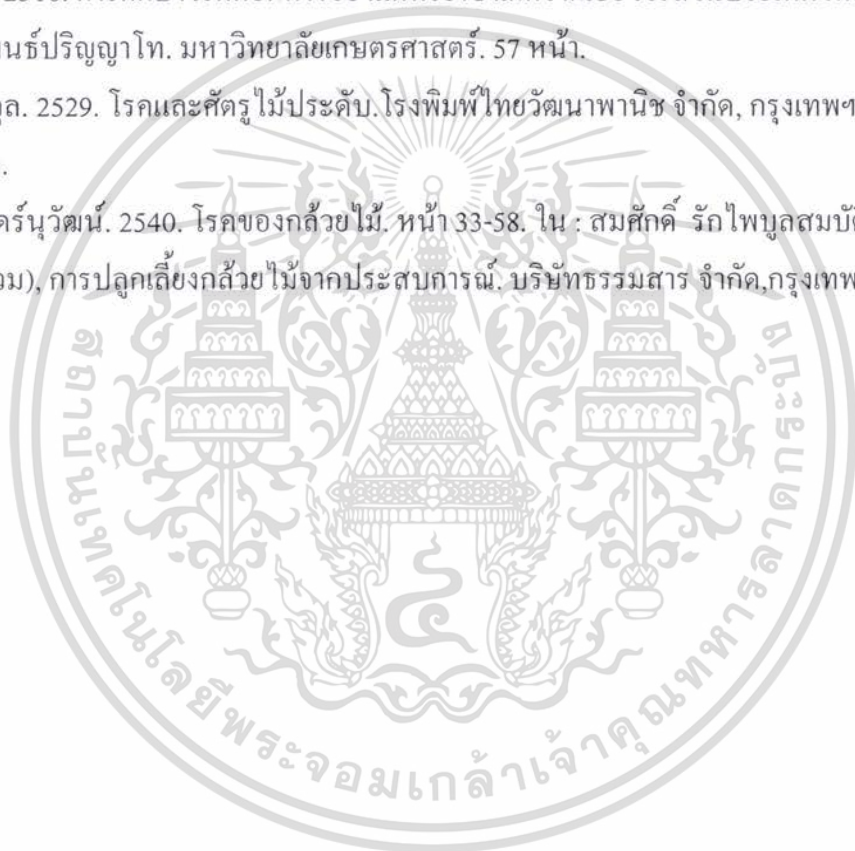 นธ์ปริญญาโท. มหาวิทยาลัยเกษตรศาสตร์. 57 หน้า.
ล. 2529. โรคและศัตรูไม้ประดับ.โรงพิมพ์ไทยวัฒนาพานิช จำกัด, กรุงเทพฯ
.
ตร์นุวัฒน์. 2540. โรคของกล้วยไม้. หน้า 33-58. ใน : สมศักดิ์ รักไพบูลสมบัติ
วม), การปลูกเลี้ยงกล้วยไม้จากประสบการณ์. บริษัทธรรมสาร จำกัด,กรุงเทพ
สถาบันเทคโนโลยีพระจอมเกล้าเจ้าคุณทหารลาดกระบัง